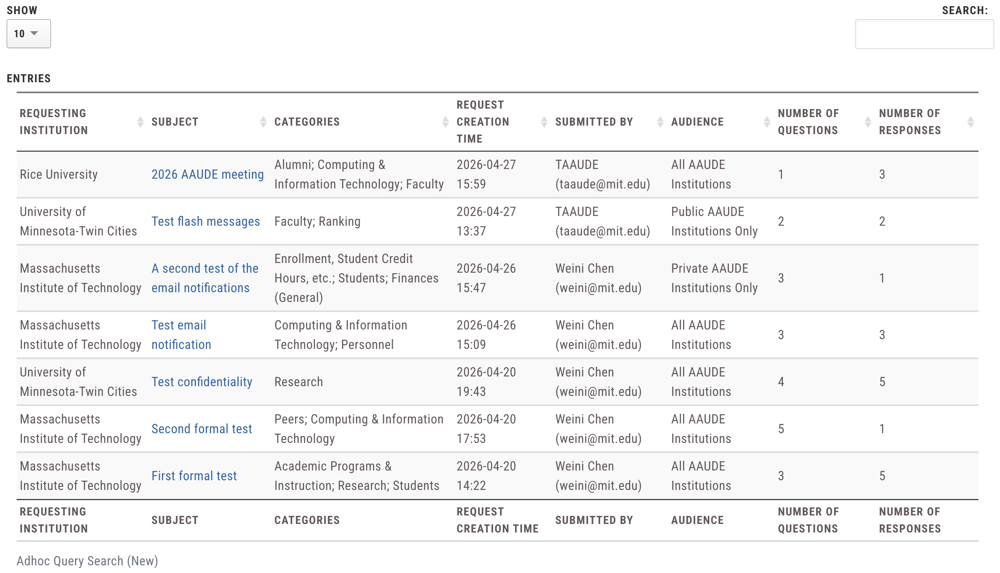 SHOW
SEARCH:
10
ENTRIES
REQUESTING
INSTITUTION
SUBJECT
CATEGORIES
REQUEST
CREATION
TIME
SUBMITTED BY
AUDIENCE
NUMBER OF
QUESTIONS
NUMBER OF
RESPONSES
Rice University
2026 AAUDE meeting
Alumni; Computing &
Information Technology; Faculty
2026-04-27
15:59
TAAUDE
(taaude@mit.edu)
All AAUDE
Institutions
1
3
University of
Minnesota-Twin Cities
Test flash messages
Faculty; Ranking
2026-04-27
13:37
TAAUDE
(taaude@mit.edu)
Public AAUDE
Institutions Only
2
2
Massachusetts
Institute of Technology
A second test of the
email notifications
Enrollment, Student Credit
Hours, etc.; Students; Finances
(General)
2026-04-26
15:47
Weini Chen
(weini@mit.edu)
Private AAUDE
Institutions Only
3
1
Massachusetts
Institute of Technology
Test email
notification
Computing & Information
Technology; Personnel
2026-04-26
15:09
Weini Chen
(weini@mit.edu)
All AAUDE
Institutions
3
3
University of
Minnesota-Twin Cities
Test confidentiality
Research
2026-04-20
19:43
Weini Chen
(weini@mit.edu)
All AAUDE
Institutions
4
5
Massachusetts
Institute of Technology
Second formal test
Peers; Computing & Information
Technology
2026-04-20
17:53
Weini Chen
(weini@mit.edu)
All AAUDE
Institutions
5
1
Massachusetts
Institute of Technology
First formal test
Academic Programs &
Instruction; Research; Students
2026-04-20
14:22
Weini Chen
(weini@mit.edu)
All AAUDE
Institutions
3
5
REQUESTING
INSTITUTION
SUBJECT
CATEGORIES
REQUEST
CREATION TIME
SUBMITTED BY
AUDIENCE
NUMBER OF
QUESTIONS
NUMBER OF
RESPONSES
Adhoc Query Search (New)